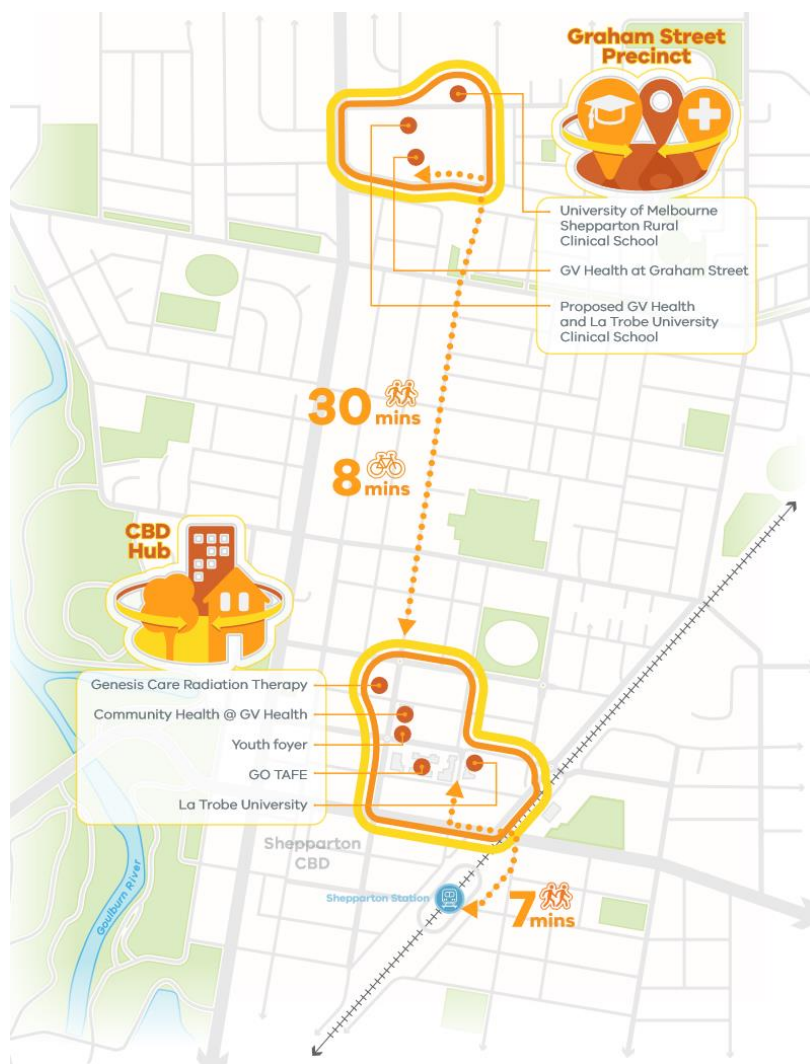 Graham Street
Precinct
University of Melbourne
Shepparton Rural
Clinical School
GV Health at Graham Street
Proposed GV Health
and La Trobe University
Clinical School
30 mins
8 mins
CBD
Hub
Genesis Care Radiation Therapy
Community Health @ GV Health
Youth foyer
GO TAFE
La Trobe University
Shepparton
CBD
Shepparton Station
Goulburn River
7 mins